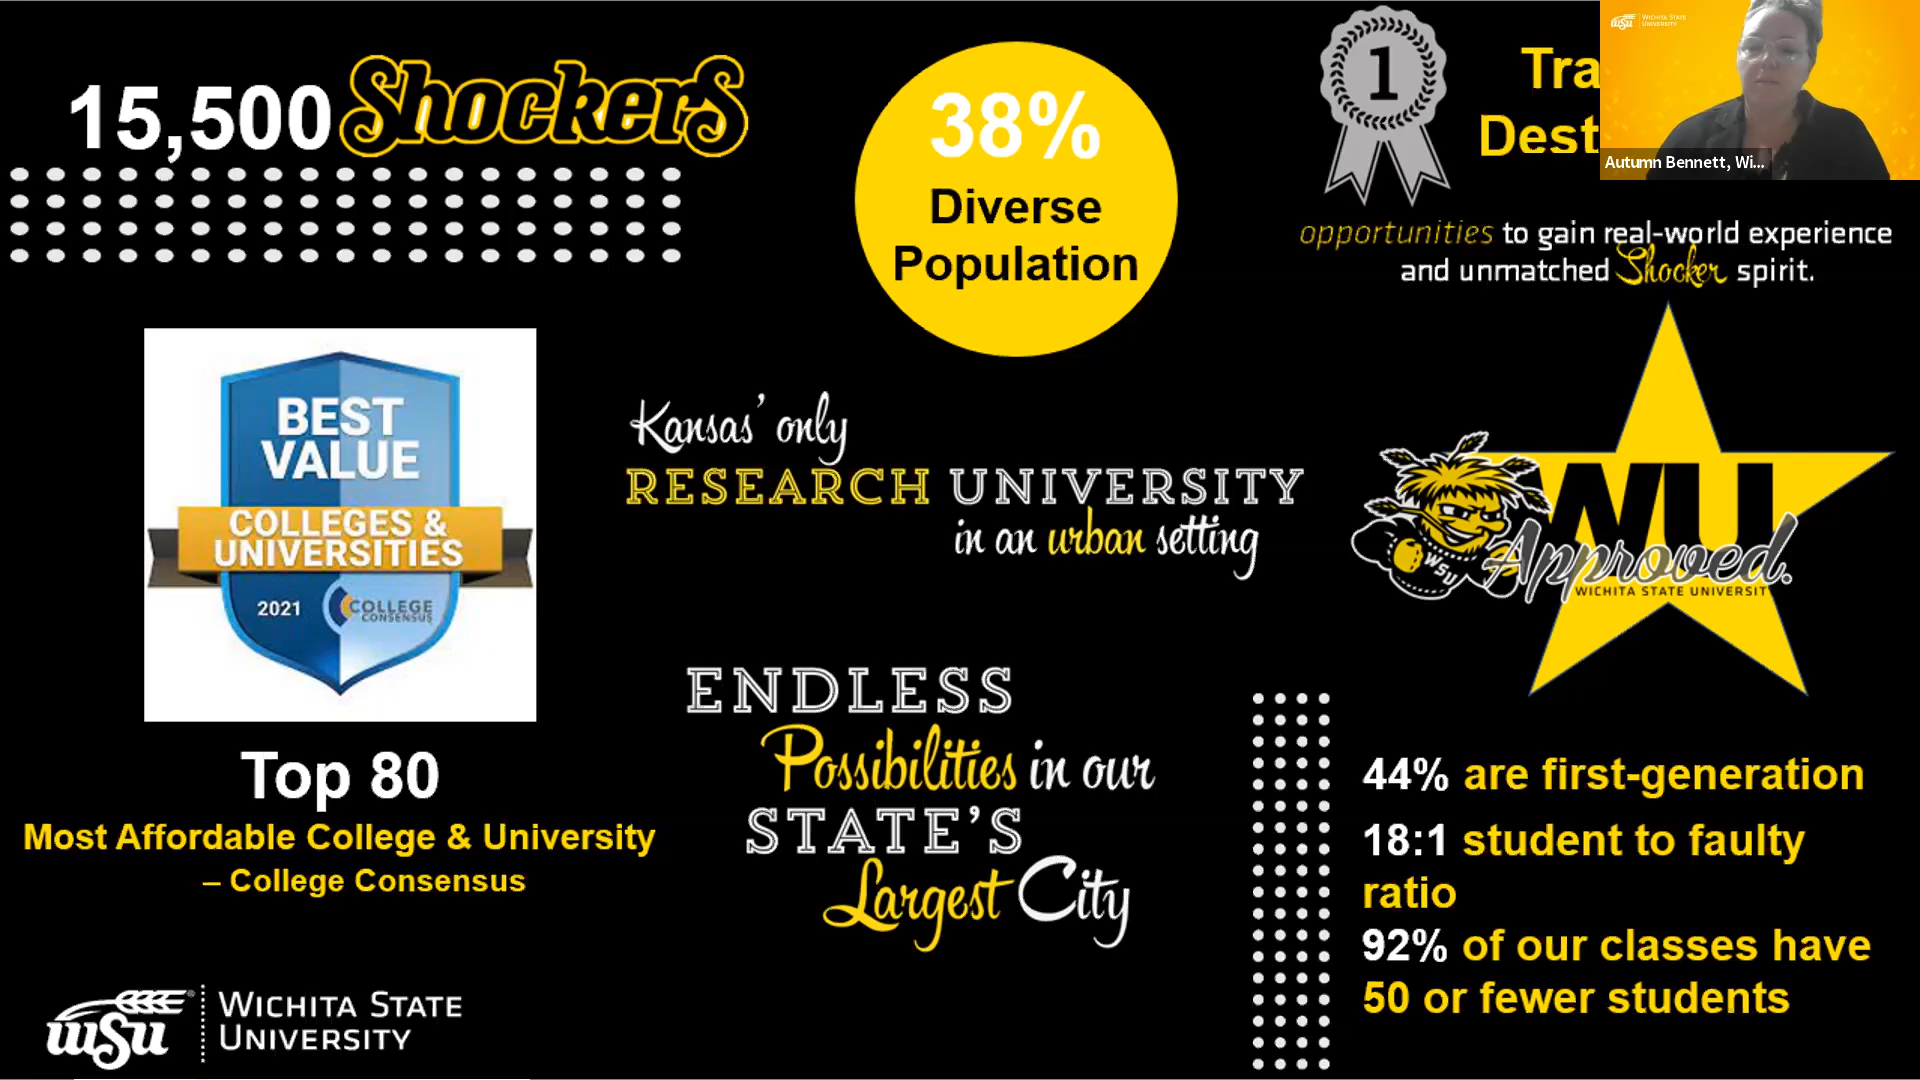 15,500 Shockers
38%
Diverse
Population
1
WICHITA STATE
UNIVERSITY
Autumn Bennett, Wi...
opportunities to gain real-world experience
and unmatched Shocker spirit.
BEST
VALUE
COLLEGES &
UNIVERSITIES
2021 COLLEGE
CONSENSUS
Top 80
Most Affordable College & University
– College Consensus
Kansas' only
RESEARCH UNIVERSITY
in an urban setting
WU
Approved.
WSU
WICHITA STATE UNIVERSIT
ENDLESS
Possibilities in our
STATE'S
Largest City
44% are first-generation
18:1 student to faulty
ratio
92% of our classes have
50 or fewer students
wsu
WICHITA STATE
UNIVERSITY